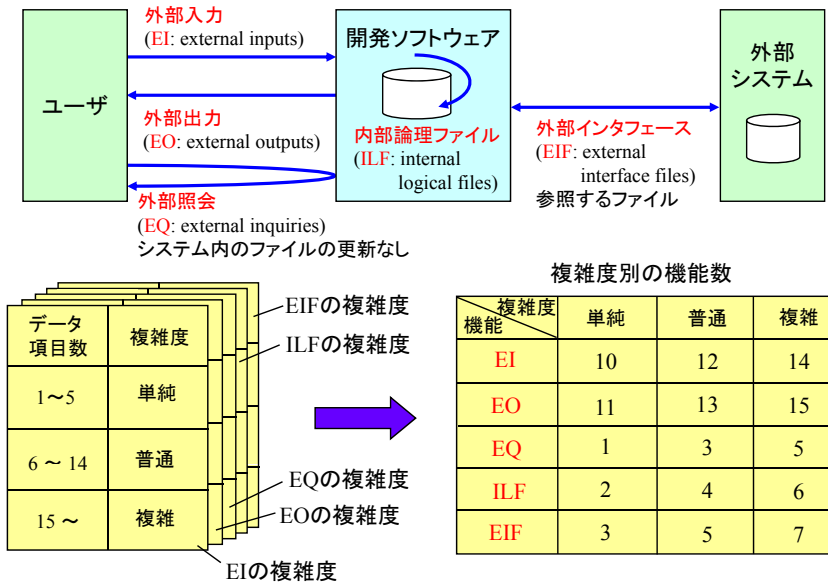 外部入力
(EI: external inputs)
ユーザ
外部出力
(EO: external outputs)
外部照会
(EQ: external inquiries)
システム内のファイルの更新なし
開発ソフトウェア
内部論理ファイル
(ILF: internal
logical files)
外部インタフェース
(EIF: external
interface files)
参照するファイル
外部
システム
データ
項目数
複雑度
1～5
単純
6 ～ 14
普通
15 ～
複雑
EIFの複雑度
ILFの複雑度
EQの複雑度
EOの複雑度
EIの複雑度
複雑度別の機能数
複雑度
機能
単純
普通
複雑
EI
10
12
14
EO
11
13
15
EQ
1
3
5
ILF
2
4
6
EIF
3
5
7